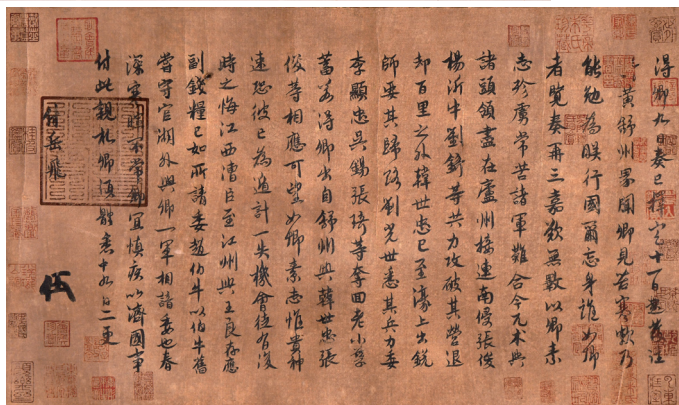 得卿九日奏已擇定十一日起發往
黃舒州界聞卿見苦寒嗽乃
能勉為朕行國爾忘身誰如卿
者覽奏再三嘉歎無斁以卿素
志殄虜常苦諸軍難合今兀朮與
諸頭領盡在廬州接連南侵張俊
楊沂中劉錡等共力攻破其營退
却百里之外韓世忠已至濠上出銳
師要其歸路劉光世悉其兵力委
李顯忠吳錫張琦等奪回老小孳
畜若得卿出自舒州與韓世忠張
俊等相應可望如卿素志惟貴神
速恐彼已為遁計一失機會徒有後
時之悔江西漕臣至江州與王良存應
副錢糧已如所請委趙伯牛以伯牛舊
嘗守官湖外與卿一軍相諳委也春
深寒暄不常卿宜慎疾以濟國事
付此親札卿須體悉十九日二更
付岳飛